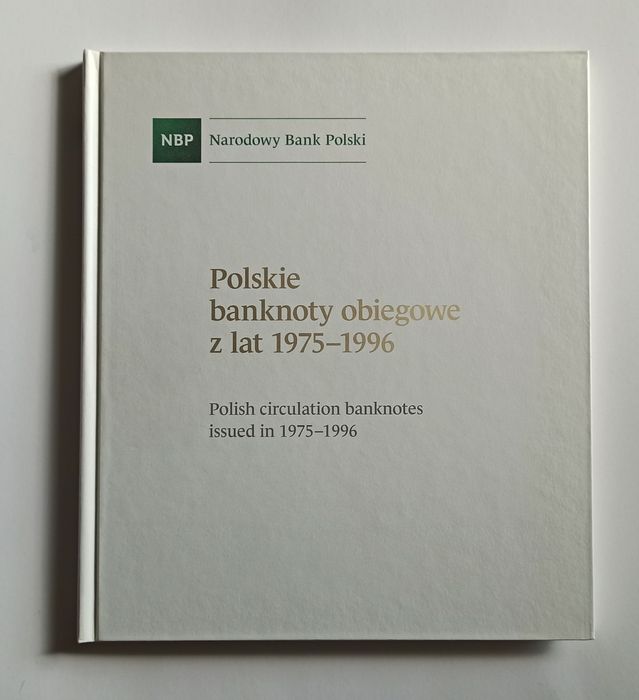 NBP Narodowy Bank Polski
Polskie
banknoty obiegowe
z lat 1975–1996
Polish circulation banknotes
issued in 1975–1996